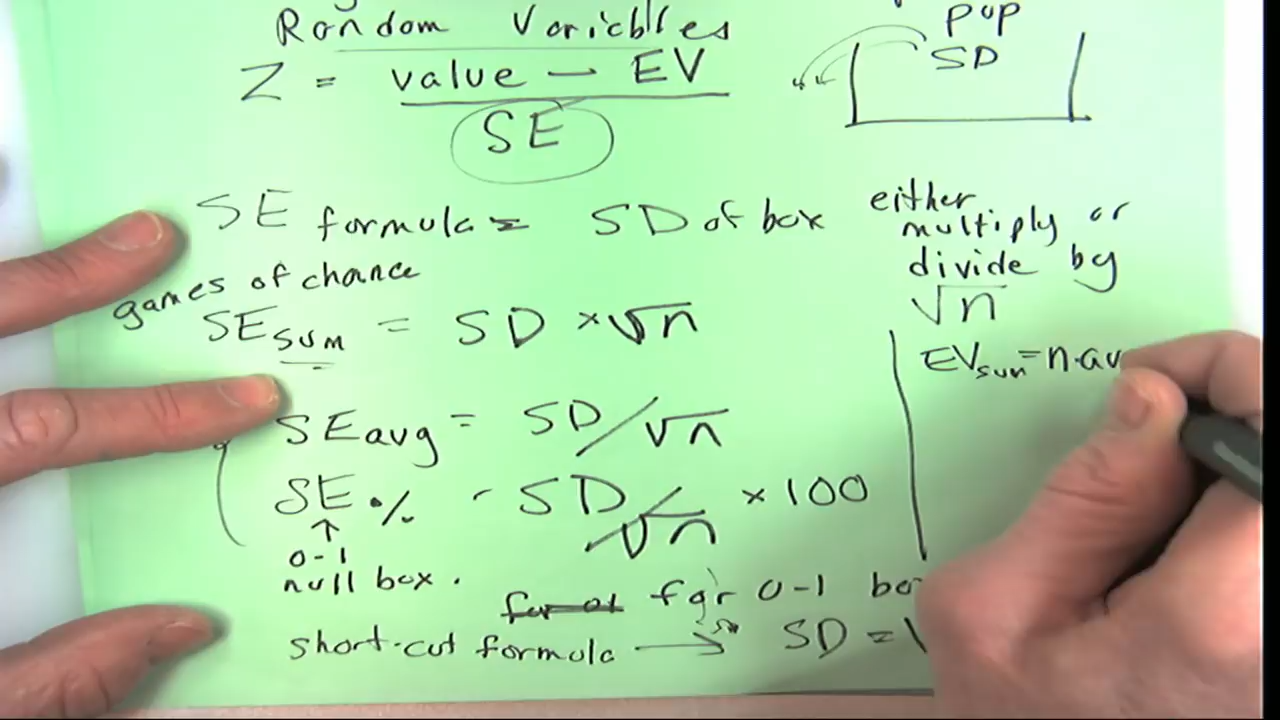 Random Variables
Z = value - EV
SE
pop
SD
SE formula = SD of box either multiply or divide by √n
games of chance
SEsum = SD × √n
EVsum = n·av
SEavg = SD/√n
SE% - SD/√n × 100
↑
0-1
null box.
for 0-1 bo
short-cut formula → SD = √